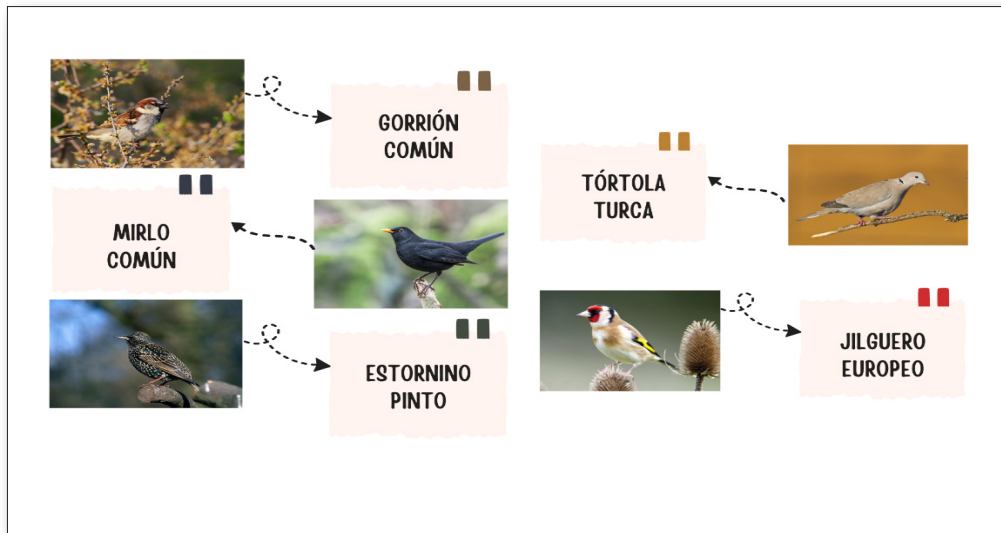 GORRIÓN
COMÚN
MIRLO
COMÚN
ESTORNINO
PINTO
TÓRTOLA
TURCA
JILGUERO
EUROPEO